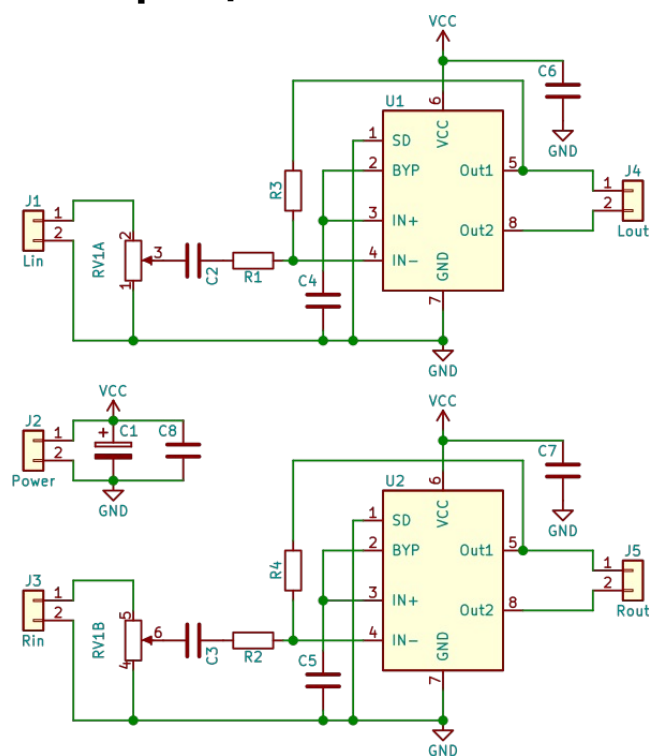 VCC
C6
GND
U1
6
VCC
1
SD
2
BYP
3
IN+
4
IN-
Out1
5
Out2
8
GND
7
GND
R3
J1
1
2
Lin
RV1A
2
3
1
C2
R1
C4
J4
1
2
Lout
VCC
J2
1
2
Power
+
C1
C8
GND
VCC
C7
GND
U2
6
VCC
1
SD
2
BYP
3
IN+
4
IN-
Out1
5
Out2
8
GND
7
GND
R4
J3
1
2
Rin
RV1B
5
6
4
C3
R2
C5
J5
1
2
Rout